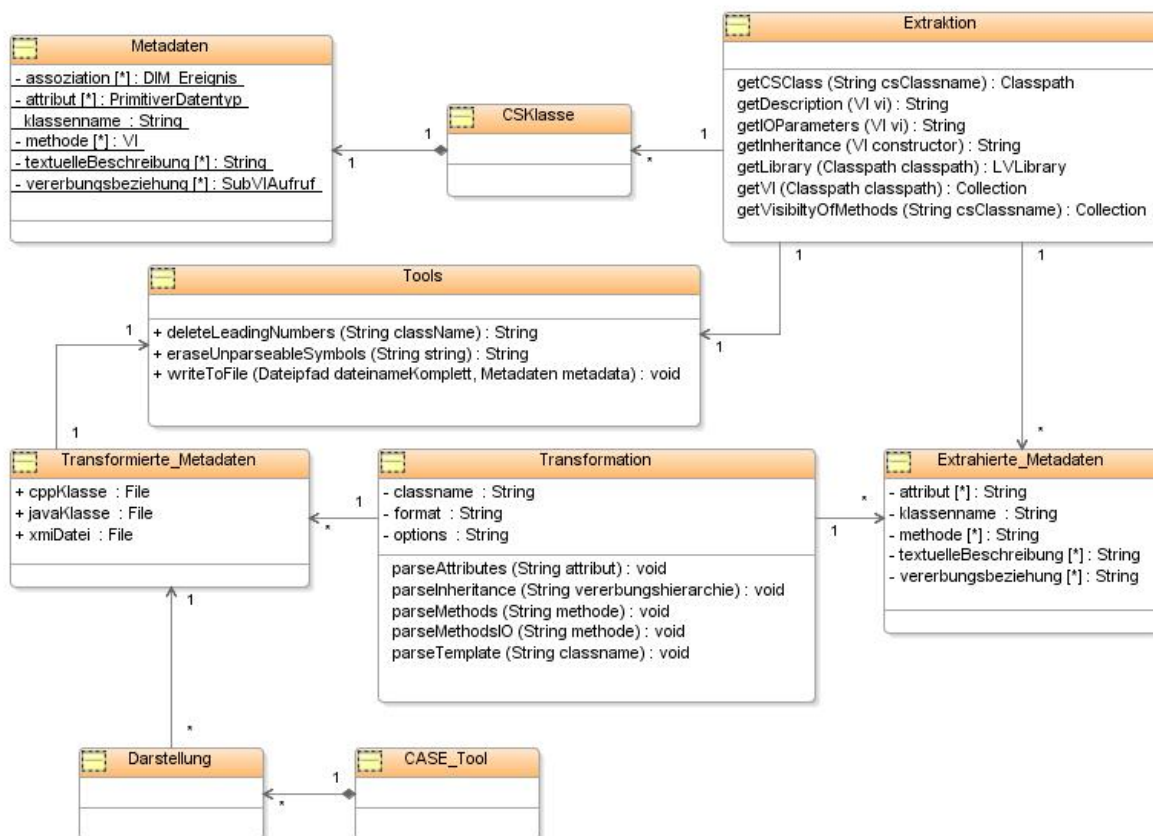 Metadaten
- assoziation [*] : DIM_Ereignis
- attribut [*] : PrimitiverDatentyp
klassenname : String
- methode [*] : VI
- textuelleBeschreibung [*] : String
- vererbungsbeziehung [*] : SubVIAufruf
1
1
CSKlasse
*
1
Extraktion
getCSClass (String csClassname) : Classpath
getDescription (VI vi) : String
getIOParameters (VI vi) : String
getInheritance (VI constructor) : String
getLibrary (Classpath classpath) : LVLibrary
getVI (Classpath classpath) : Collection
getVisibiltyOfMethods (String csClassname) : Collection
1
1
Tools
+ deleteLeadingNumbers (String className) : String
+ eraseUnparseableSymbols (String string) : String
+ writeToFile (Dateipfad dateinameKomplett, Metadaten metadata) : void
1
1
1
*
Transformierte_Metadaten
+ cppKlasse : File
+ javaKlasse : File
+ xmiDatei : File
1
*
Transformation
- classname : String
- format : String
- options : String
parseAttributes (String attribut) : void
parseInheritance (String vererbungshierarchie) : void
parseMethods (String methode) : void
parseMethodsIO (String methode) : void
parseTemplate (String classname) : void
*
1
Extrahierte_Metadaten
- attribut [*] : String
- klassenname : String
- methode [*] : String
- textuelleBeschreibung [*] : String
- vererbungsbeziehung [*] : String
1
*
Darstellung
1
*
CASE_Tool